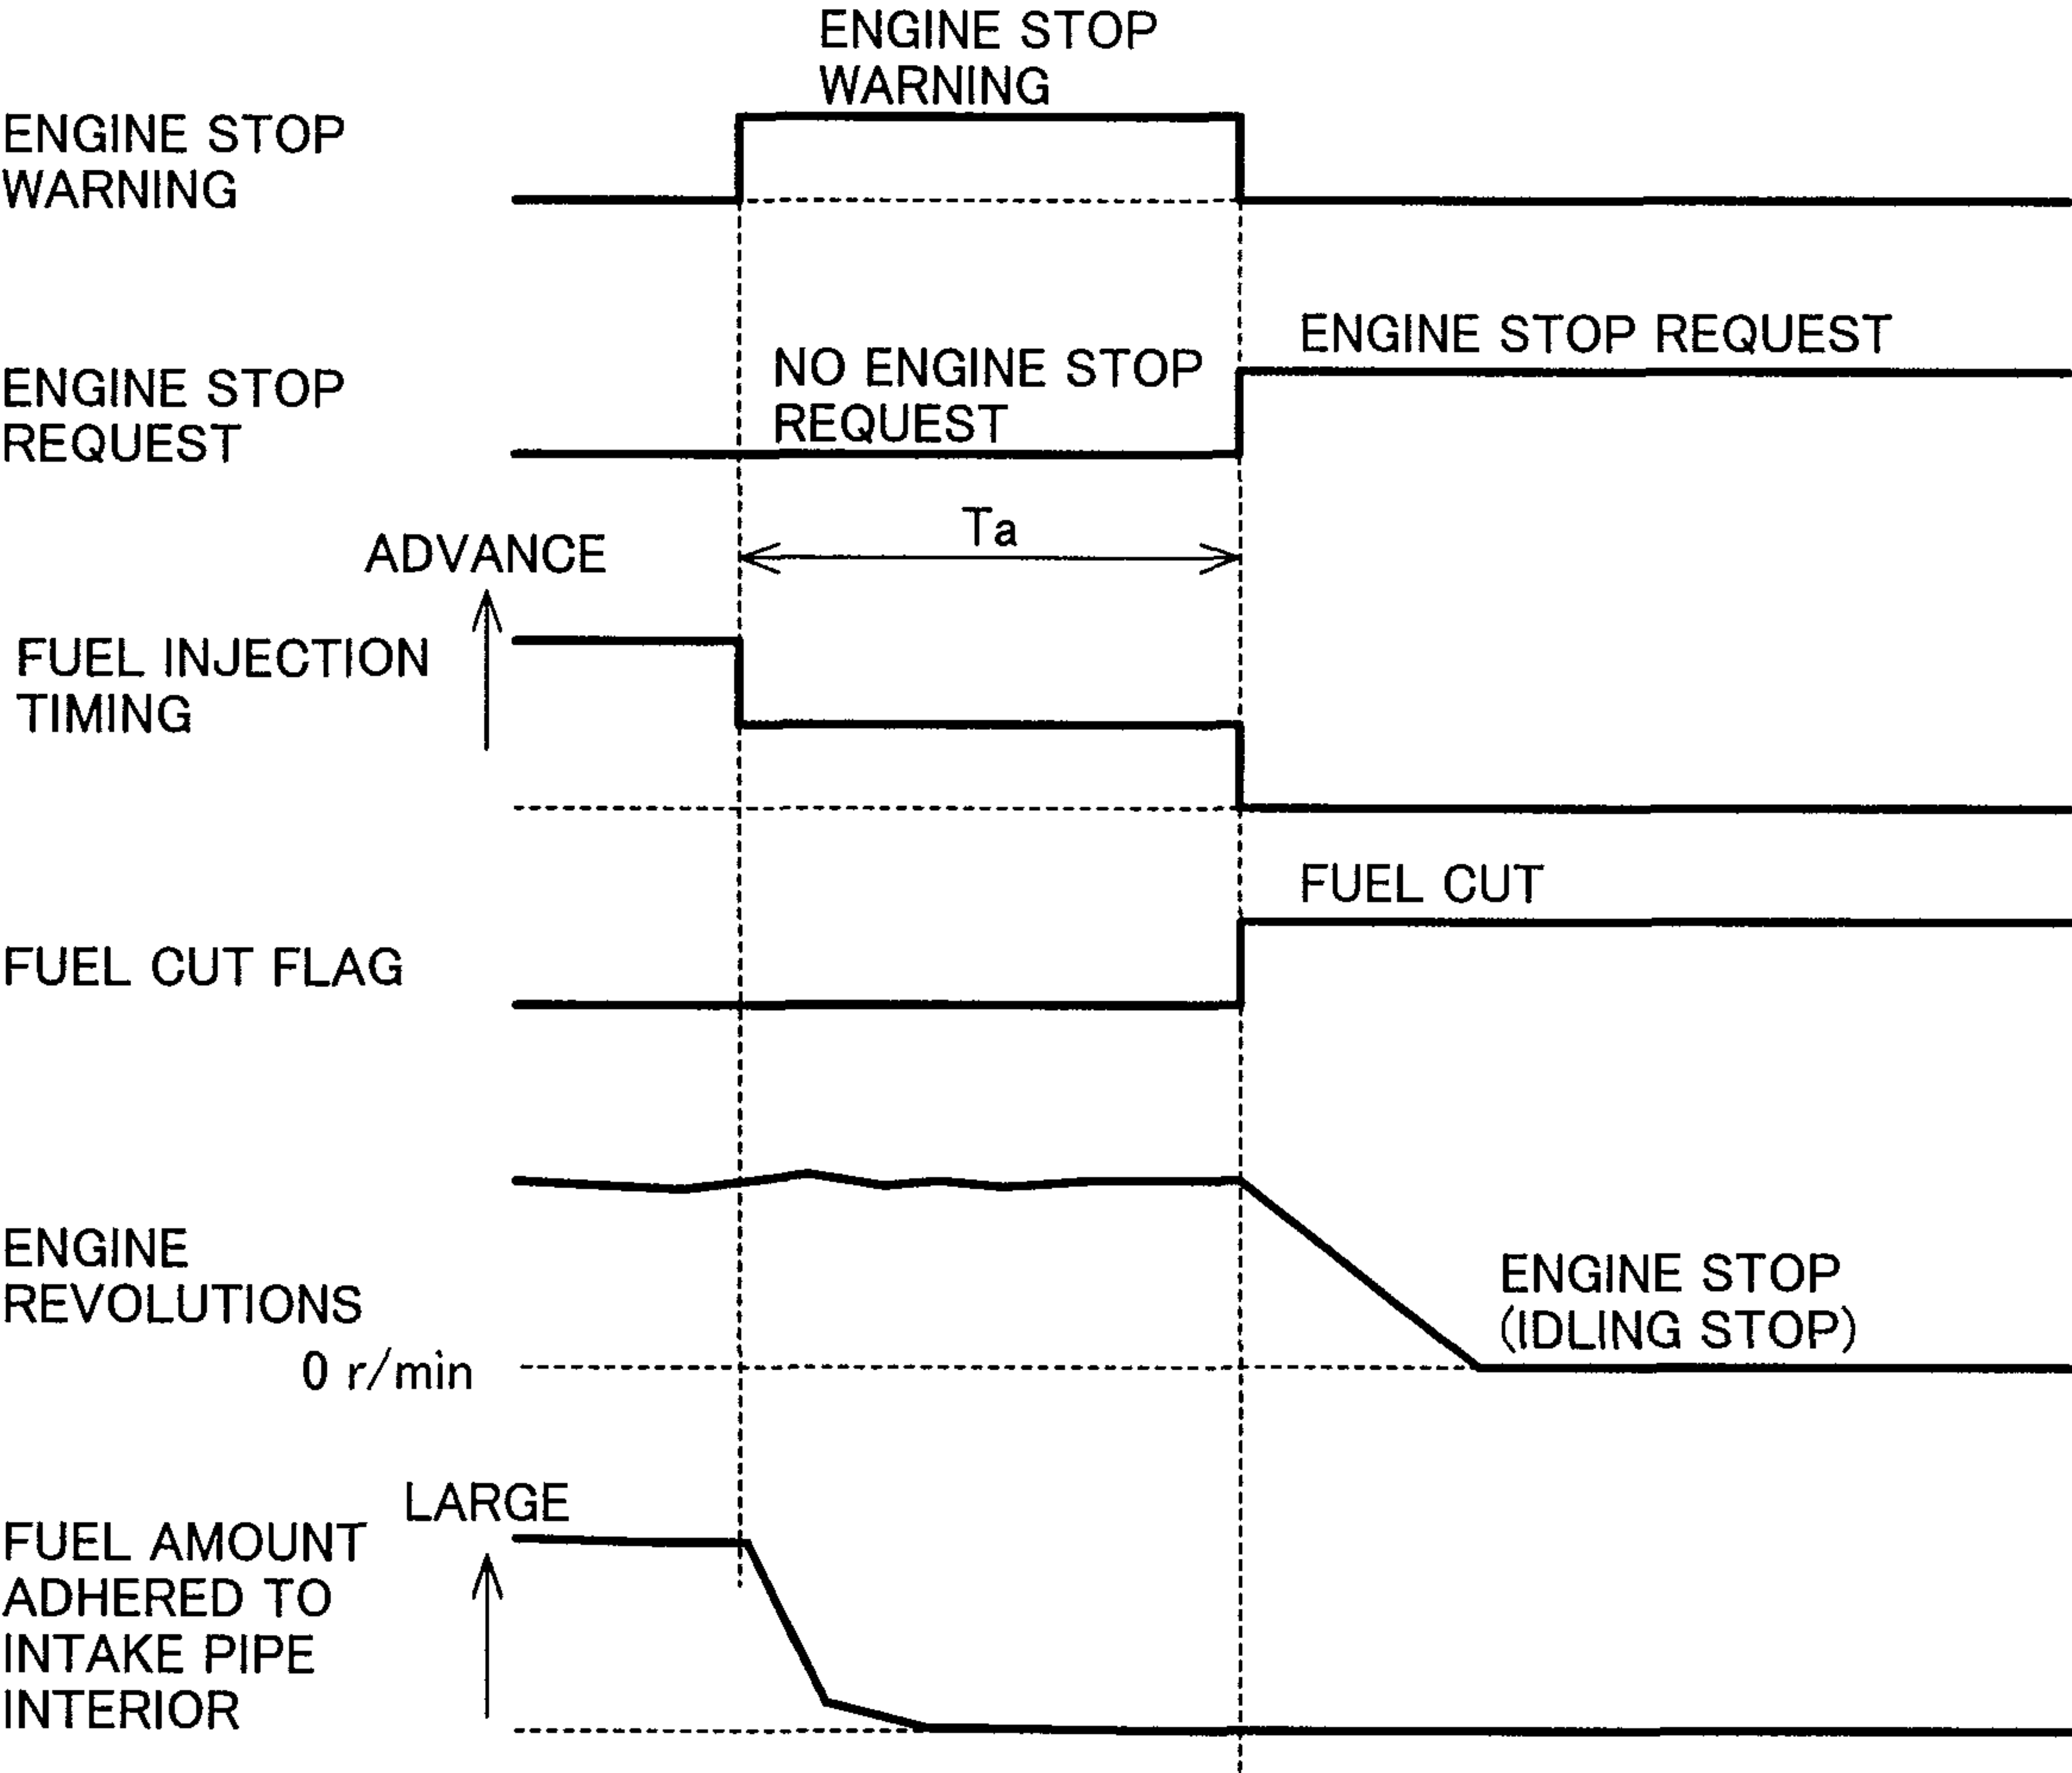 ENGINE STOP
WARNING
ENGINE STOP
WARNING
ENGINE STOP REQUEST
NO ENGINE STOP
REQUEST
ENGINE STOP
REQUEST
Ta
ADVANCE
FUEL INJECTION
TIMING
FUEL CUT
FUEL CUT FLAG
ENGINE
REVOLUTIONS
ENGINE STOP
(IDLING STOP)
0 r/min
LARGE
FUEL AMOUNT
ADHERED TO
INTAKE PIPE
INTERIOR